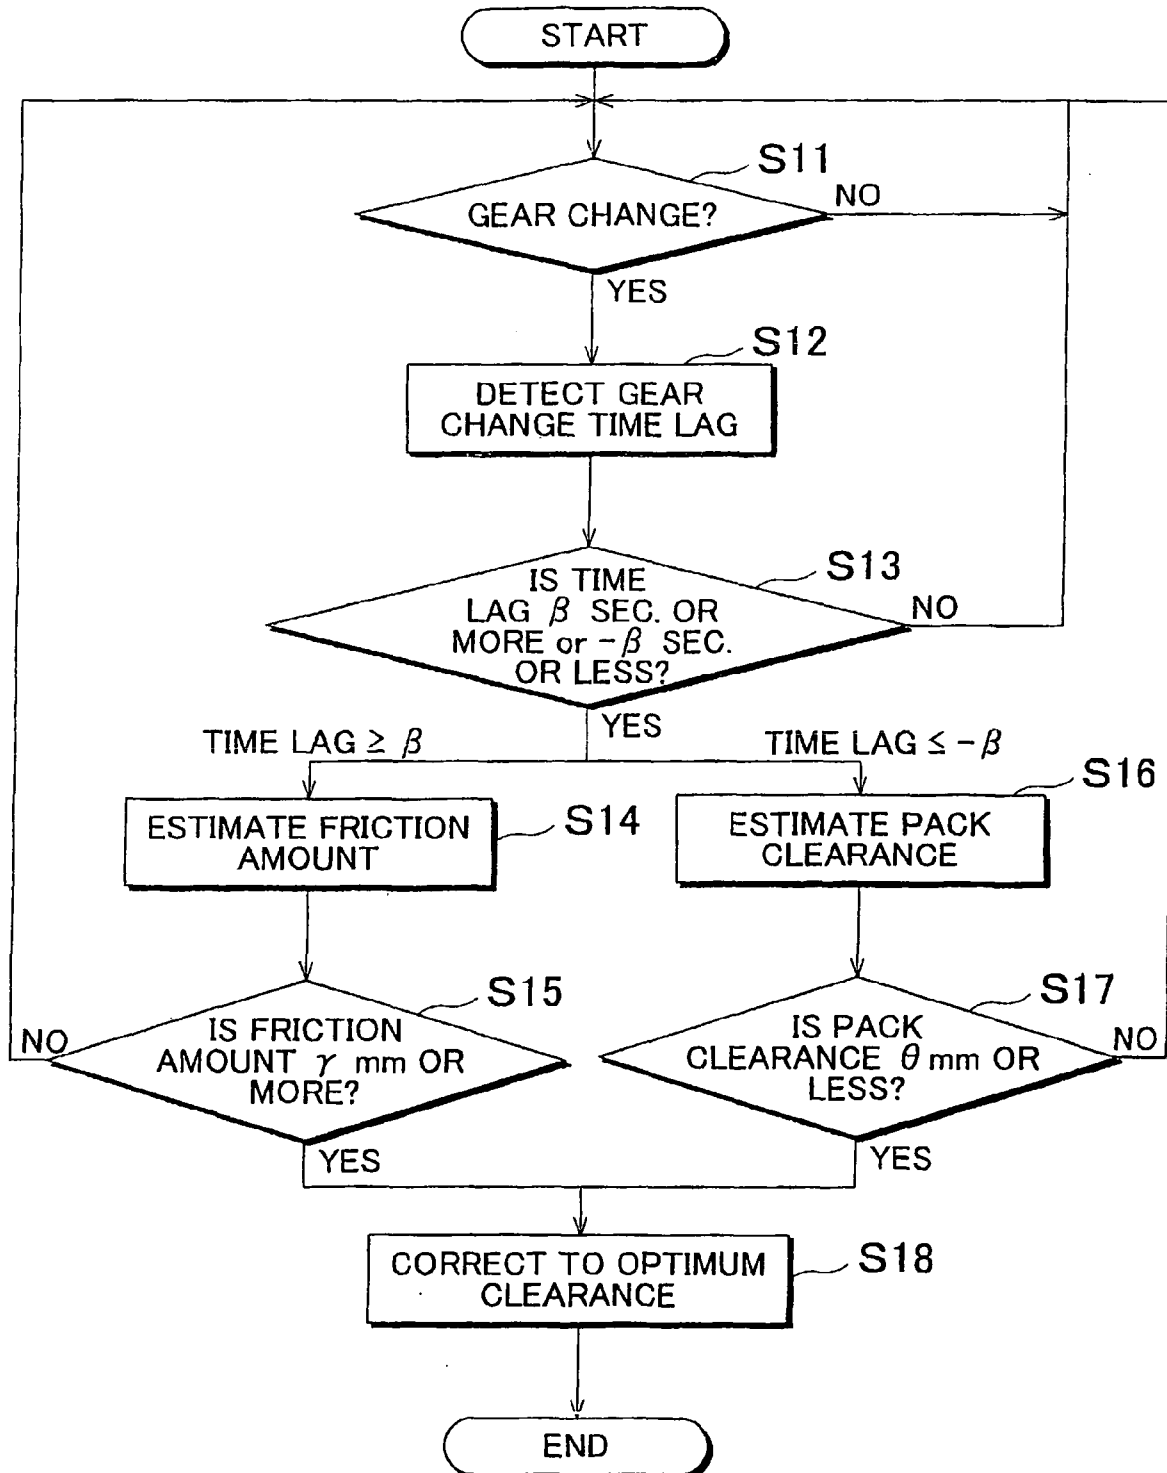 START
S11
GEAR CHANGE?
NO
YES
S12
DETECT GEAR
CHANGE TIME LAG
S13
IS TIME
LAG β SEC. OR
MORE or -β SEC.
OR LESS?
NO
YES
TIME LAG ≥ β
TIME LAG ≤ -β
S16
ESTIMATE FRICTION
AMOUNT
S14
ESTIMATE PACK
CLEARANCE
S15
S17
NO
IS FRICTION
AMOUNT γ mm OR
MORE?
IS PACK
CLEARANCE θ mm OR
LESS?
NO
YES
YES
CORRECT TO OPTIMUM
CLEARANCE
S18
END